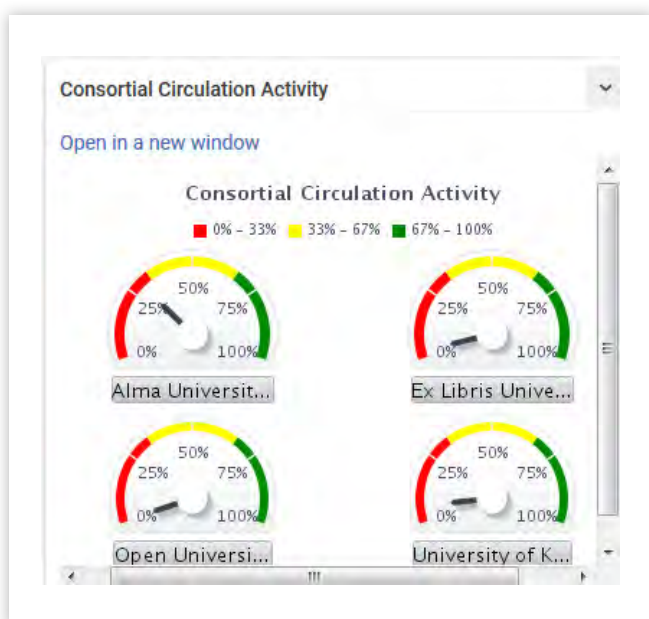 Consortial Circulation Activity
Open in a new window
Consortial Circulation Activity
0% - 33% 33% - 67% 67% - 100%
50% 50%
25% 75% 25% 75%
0% 100% 0% 100%
Alma Universit... Ex Libris Unive...
50% 50%
25% 75% 25% 75%
0% 100% 0% 100%
Open Universi... University of K...